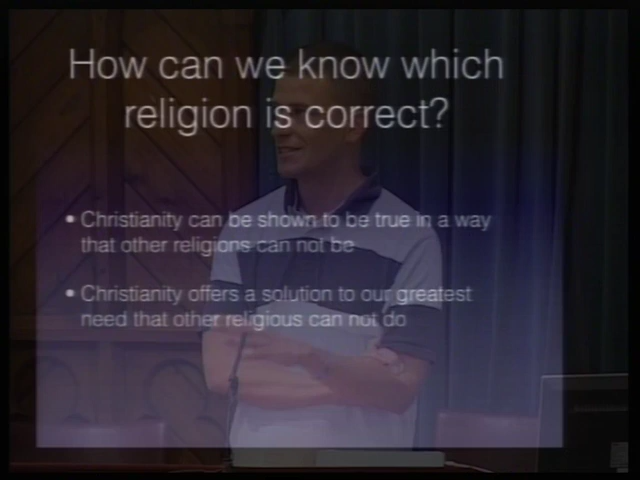 How can we know which
religion is correct?
• Christianity can be shown to be true in a way
that other religions can not be
• Christianity offers a solution to our greatest
need that other religious can not do